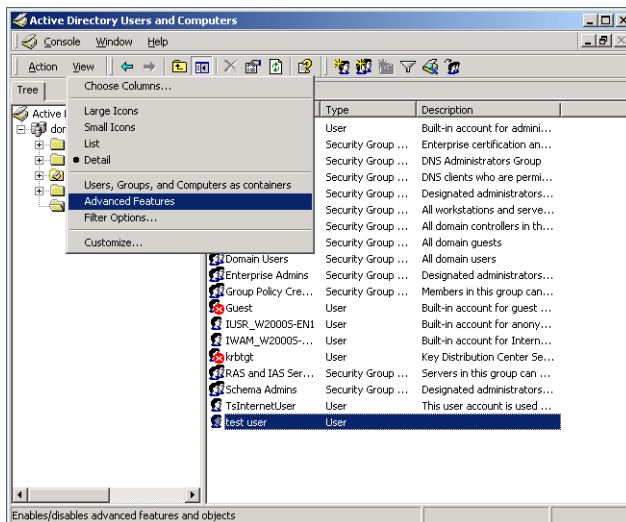 Active Directory Users and Computers
Console Window Help
Action View
Tree
Choose Columns...
Large Icons
Small Icons
List
Detail
Users, Groups, and Computers as containers
Advanced Features
Filter Options...
Customize...
Active
dor
Type Description
User Built-in account for admini...
Security Group ... Enterprise certification an...
Security Group ... DNS Administrators Group
Security Group ... DNS clients who are permi...
Security Group ... Designated administrators...
Security Group ... All workstations and serve...
Security Group ... All domain controllers in th...
Security Group ... All domain guests
Domain Users Security Group ... All domain users
Enterprise Admins Security Group ... Designated administrators...
Group Policy Cre... Security Group ... Members in this group can...
Guest User Built-in account for guest ...
IUSR_W2000S-EN1 User Built-in account for anony...
IWAM_W2000S-... User Built-in account for Intern...
krbtgt User Key Distribution Center Se...
RAS and IAS Ser... Security Group ... Servers in this group can ...
Schema Admins Security Group ... Designated administrators...
TsInternetUser User This user account is used ...
test user User
Enables/disables advanced features and objects